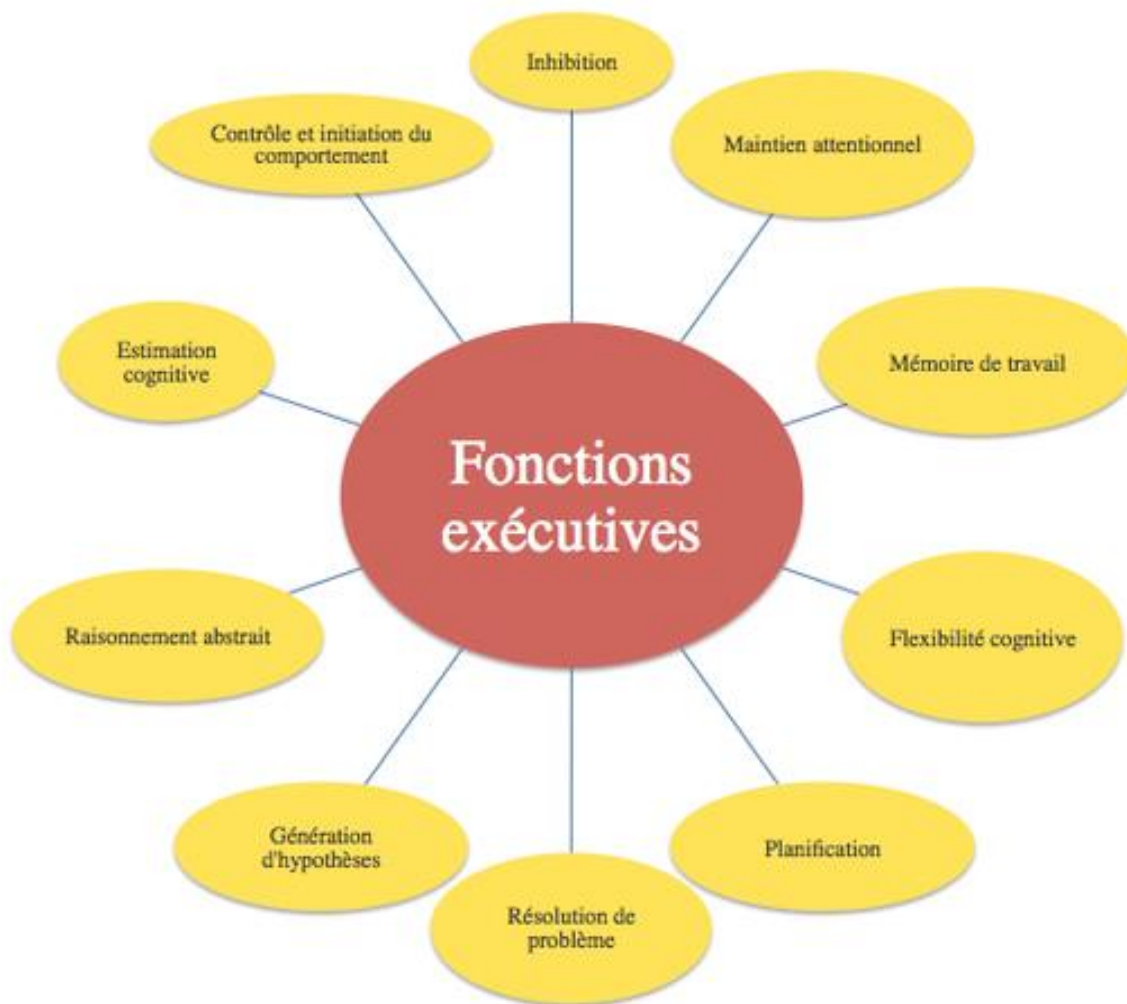 Inhibition
Maintien attentionnel
Contrôle et initiation du
comportement
Estimation
cognitive
Mémoire de travail
Fonctions
exécutives
Raisonnement abstrait
Flexibilité cognitive
Génération
d'hypothèses
Planification
Résolution de
problème